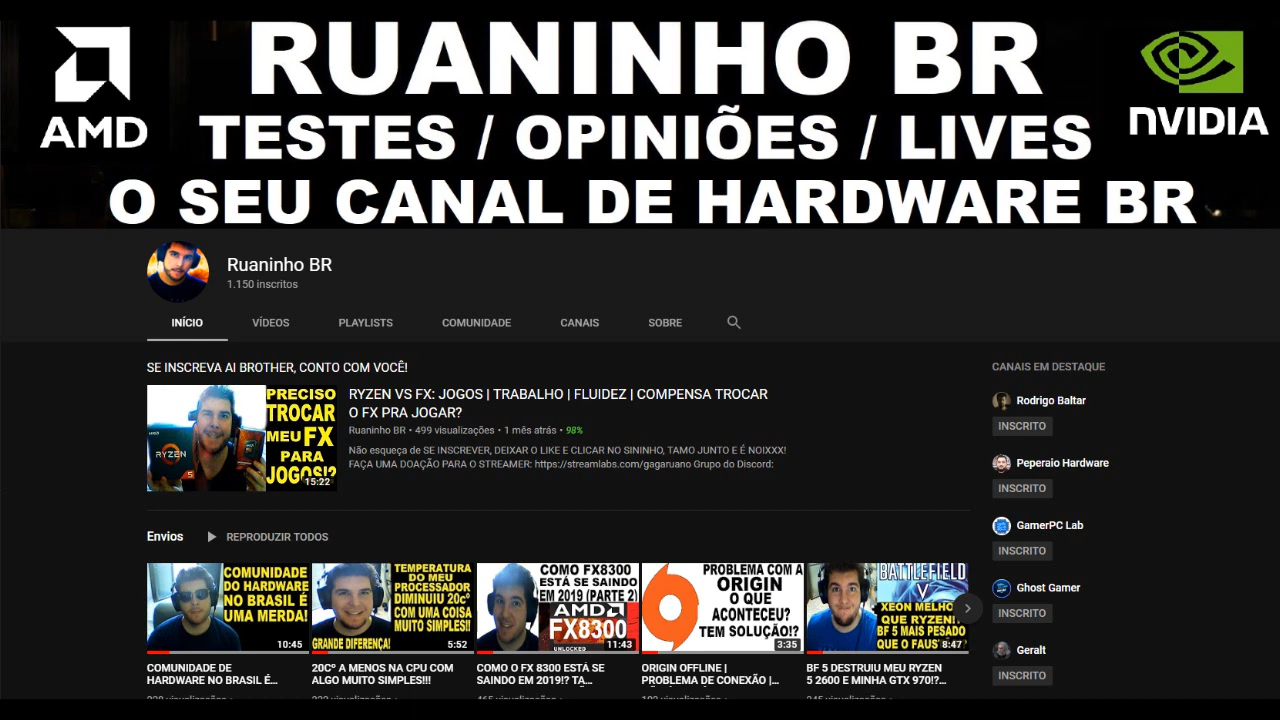 AMD
RUANINHO BR
TESTES / OPINIÕES / LIVES
O SEU CANAL DE HARDWARE BR
NVIDIA
Ruaninho BR
1.150 inscritos
INÍCIO VÍDEOS PLAYLISTS COMUNIDADE CANAIS SOBRE
SE INSCREVA AI BROTHER, CONTO COM VOCÊ!
PRECISO
TROCAR
MEU FX
PARA
JOGOS!?
RYZEN
5
15:22
RYZEN VS FX: JOGOS | TRABALHO | FLUIDEZ | COMPENSA TROCAR
O FX PRA JOGAR?
Ruaninho BR • 499 visualizações • 1 mês atrás • 98%
Não esqueça de SE INSCREVER, DEIXAR O LIKE E CLICAR NO SININHO, TAMO JUNTO E É NOIXXX!
FAÇA UMA DOAÇÃO PARA O STREAMER: https://streamlabs.com/gagaruano Grupo do Discord:
CANAIS EM DESTAQUE
Rodrigo Baltar
INSCRITO
Peperaio Hardware
INSCRITO
GamerPC Lab
INSCRITO
Ghost Gamer
INSCRITO
Geralt
INSCRITO
Envios REPRODUZIR TODOS
COMUNIDADE
DO HARDWARE
NO BRASIL É
UMA MERDA!
10:45
COMUNIDADE DE
HARDWARE NO BRASIL É...
TEMPERATURA
DO MEU
PROCESSADOR
DIMINUIU 20cº
COM UMA COISA
MUITO SIMPLES!!
GRANDE DIFERENÇA!
5:52
20Cº A MENOS NA CPU COM
ALGO MUITO SIMPLES!!!
COMO FX8300
ESTÁ SE SAINDO
EM 2019 (PARTE 2)
AMD
FX8300
UNLOCKED
11:43
COMO O FX 8300 ESTÁ SE
SAINDO EM 2019!? TA...
PROBLEMA COM A
ORIGIN
O QUE
ACONTECEU?
TEM SOLUÇÃO!?
3:35
ORIGIN OFFLINE |
PROBLEMA DE CONEXÃO |...
BATTLEFIELD
V
XEON MELHO
QUE RYZEN!
BF 5 MAIS PESADO
QUE O FAUS
8:47
BF 5 DESTRUIU MEU RYZEN
5 2600 E MINHA GTX 970!?...